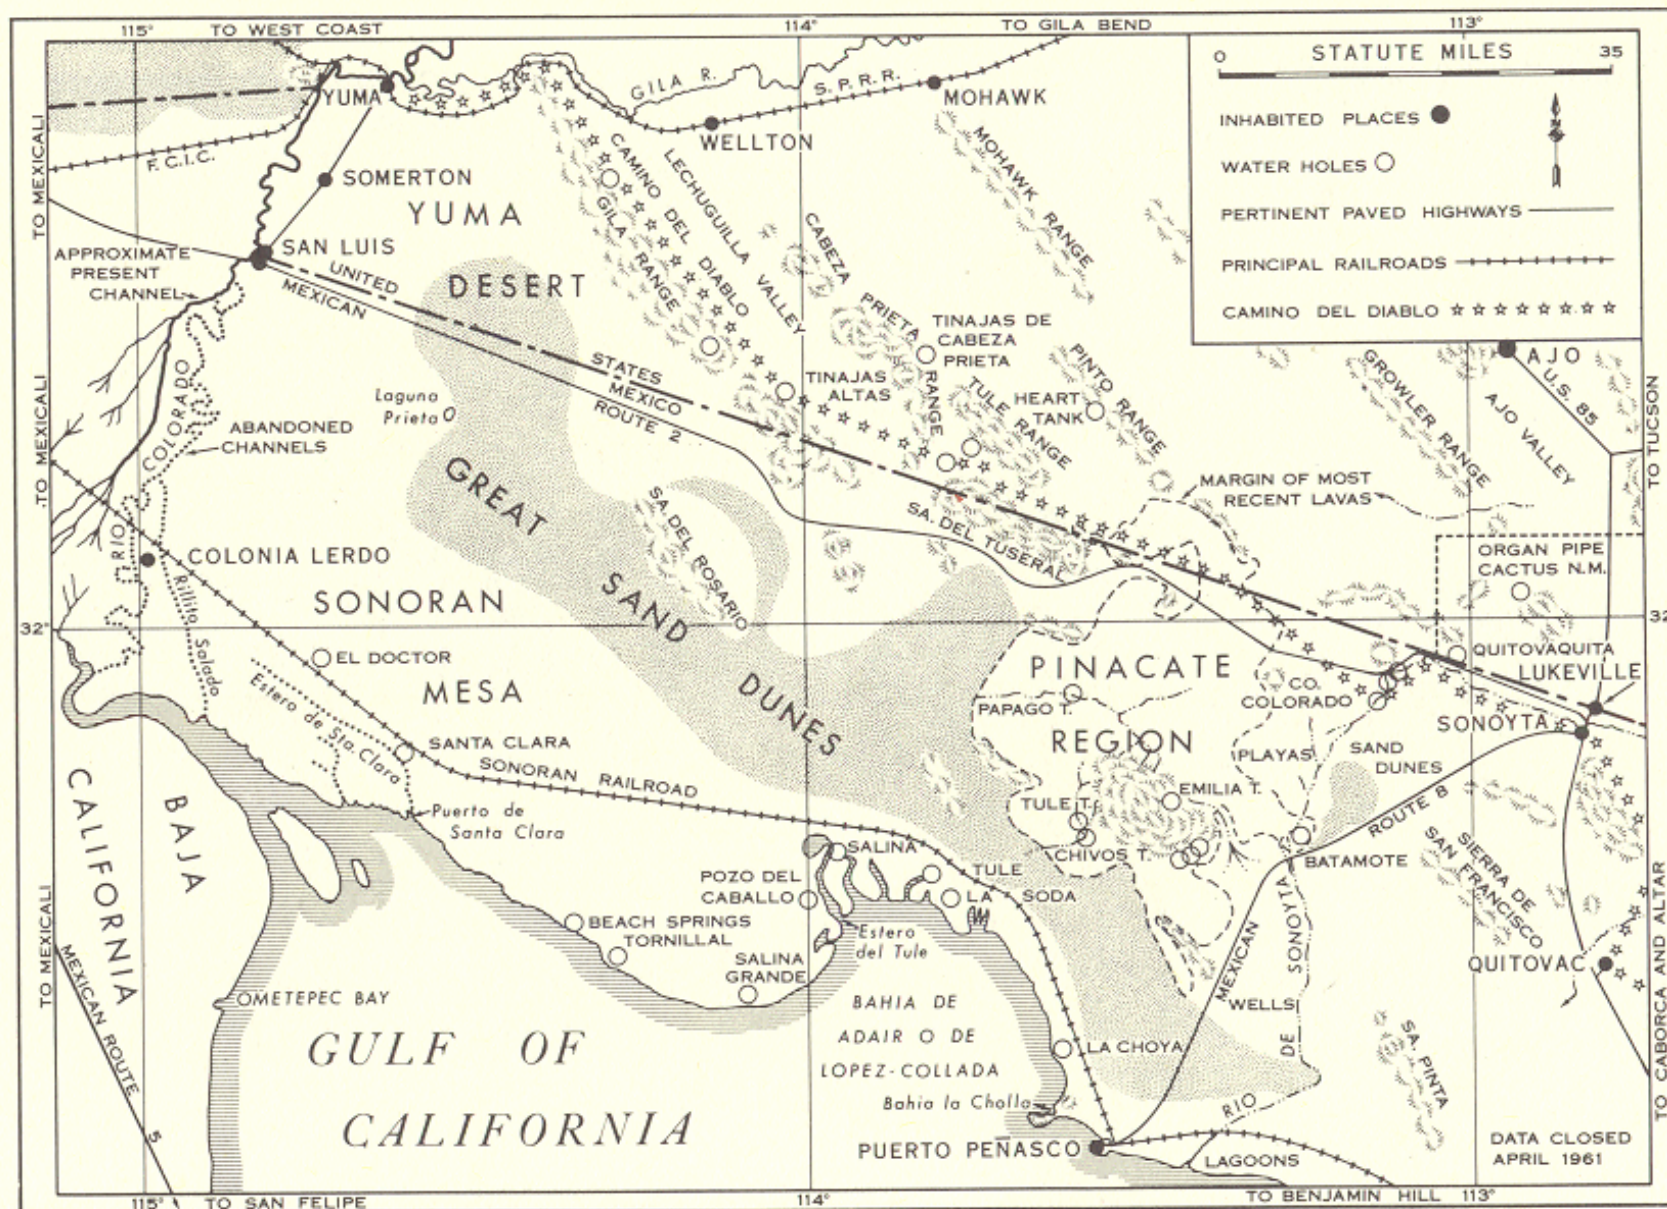 115°
TO WEST COAST
114°
TO GILA BEND
113°
0
STATUTE MILES
35
INHABITED PLACES
WATER HOLES
PERTINENT PAVED HIGHWAYS
PRINCIPAL RAILROADS
CAMINO DEL DIABLO
N
YUMA
GILA R.
S.P.R.R.
MOHAWK
WELLTON
TO MEXICALI
F.C.I.C.
SOMERTON
YUMA
DESERT
CAMINO DEL DIABLO
LECHUGUILLA VALLEY
GILA RANGE
MOHAWK RANGE
CABEZA PRIETA RANGE
SAN LUIS
APPROXIMATE
PRESENT
CHANNEL
UNITED STATES
MEXICO
MEXICAN ROUTE 2
TINAJAS DE
CABEZA
PRIETA
TINAJAS
ALTAS
TULE RANGE
HEART
TANK
PINTO RANGE
GROWLER RANGE
AJO
U.S. 85
AJO VALLEY
TO TUCSON
TO MEXICALI
Laguna
Prieta
RIO COLORADO
ABANDONED
CHANNELS
GREAT SAND DUNES
SA. DEL ROSARIO
SA. DEL TUSERAL
MARGIN OF MOST
RECENT LAVAS
ORGAN PIPE
CACTUS N.M.
COLONIA LERDO
SONORAN
MESA
Rillito Salado
32°
32
EL DOCTOR
Estero de Sta. Clara
SANTA CLARA
SONORAN RAILROAD
Puerto de
Santa Clara
PINACATE
REGION
PAPAGO T.
QUITOVAQUITA
LUKEVILLE
CO.
COLORADO
SONOYTA
PLAYAS
SAND
DUNES
EMILIA T.
TULE T.
CHIVOS T.
ROUTE 8
BATAMOTE
SIERRA DE
SAN FRANCISCO
BAJA
CALIFORNIA
SALINA
POZO DEL
CABALLO
TULE
LA SODA
BEACH SPRINGS
TORNILLAL
Estero
del Tule
SALINA
GRANDE
QUITOVAC
TO MEXICALI
MEXICAN ROUTE 5
OMETEPEC BAY
GULF OF
CALIFORNIA
BAHIA DE
ADAIR O DE
LOPEZ-COLLADA
Bahia la Cholla
LA CHOYA
MEXICAN
WELLS
RIO DE SONOYTA
SA. PINTA
TO CABORCA AND ALTAR
PUERTO PEÑASCO
LAGOONS
DATA CLOSED
APRIL 1961
115°
TO SAN FELIPE
114°
TO BENJAMIN HILL
113°